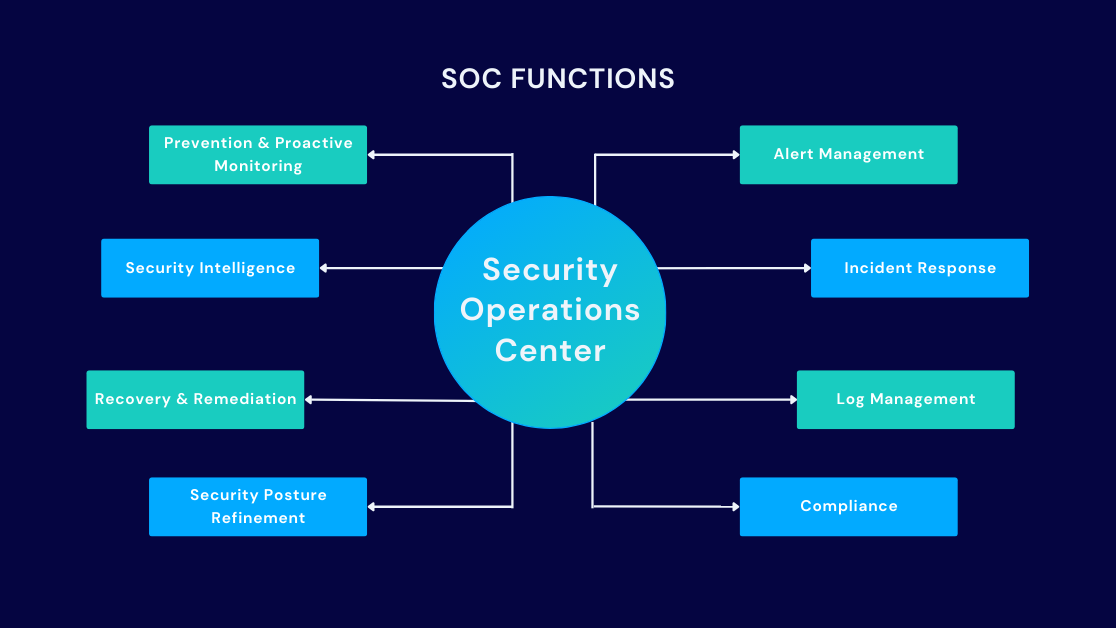 SOC FUNCTIONS
Prevention & Proactive
Monitoring
Alert Management
Security Intelligence
Incident Response
Security
Operations
Center
Recovery & Remediation
Log Management
Security Posture
Refinement
Compliance